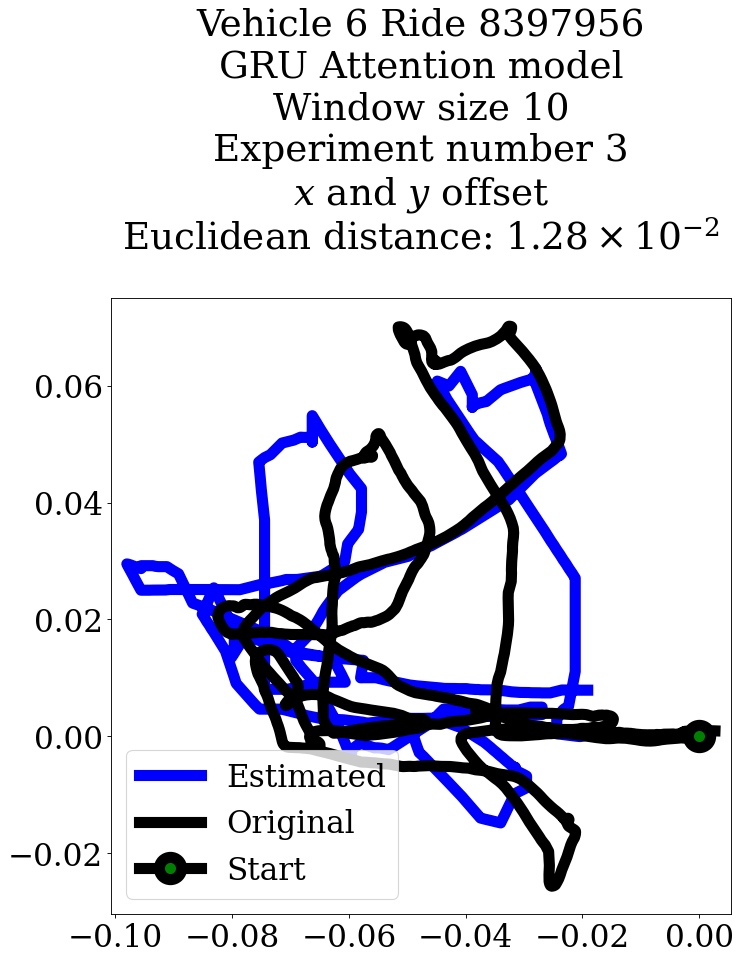 Vehicle 6 Ride 8397956
GRU Attention model
Window size 10
Experiment number 3
x and y offset
Euclidean distance: 1.28 × 10⁻²
0.06
0.04
0.02
0.00
−0.02
Estimated
Original
Start
−0.10 −0.08 −0.06 −0.04 −0.02 0.00